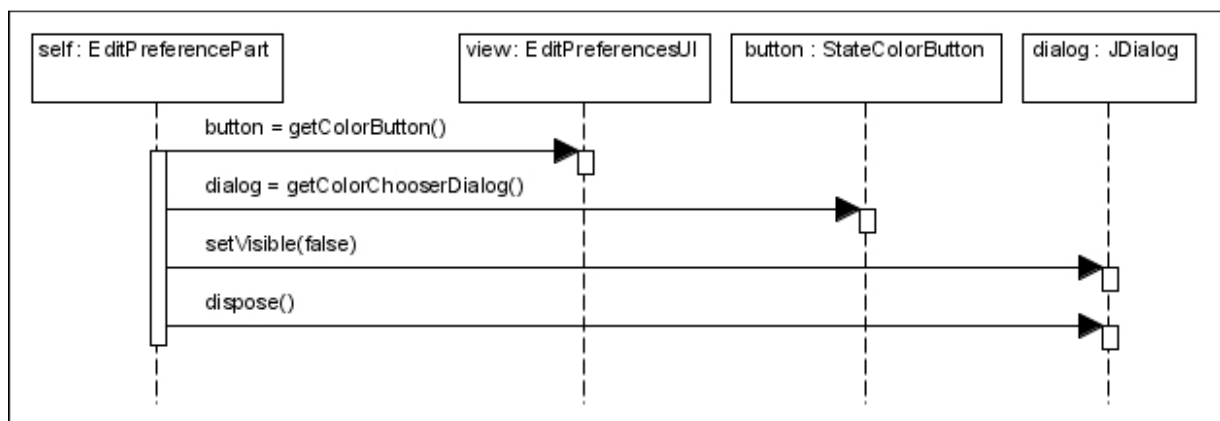 self : EditPreferencePart
view: EditPreferencesUI
button : StateColorButton
dialog : JDialog
button = getColorButton()
dialog = getColorChooserDialog()
setVisible(false)
dispose()